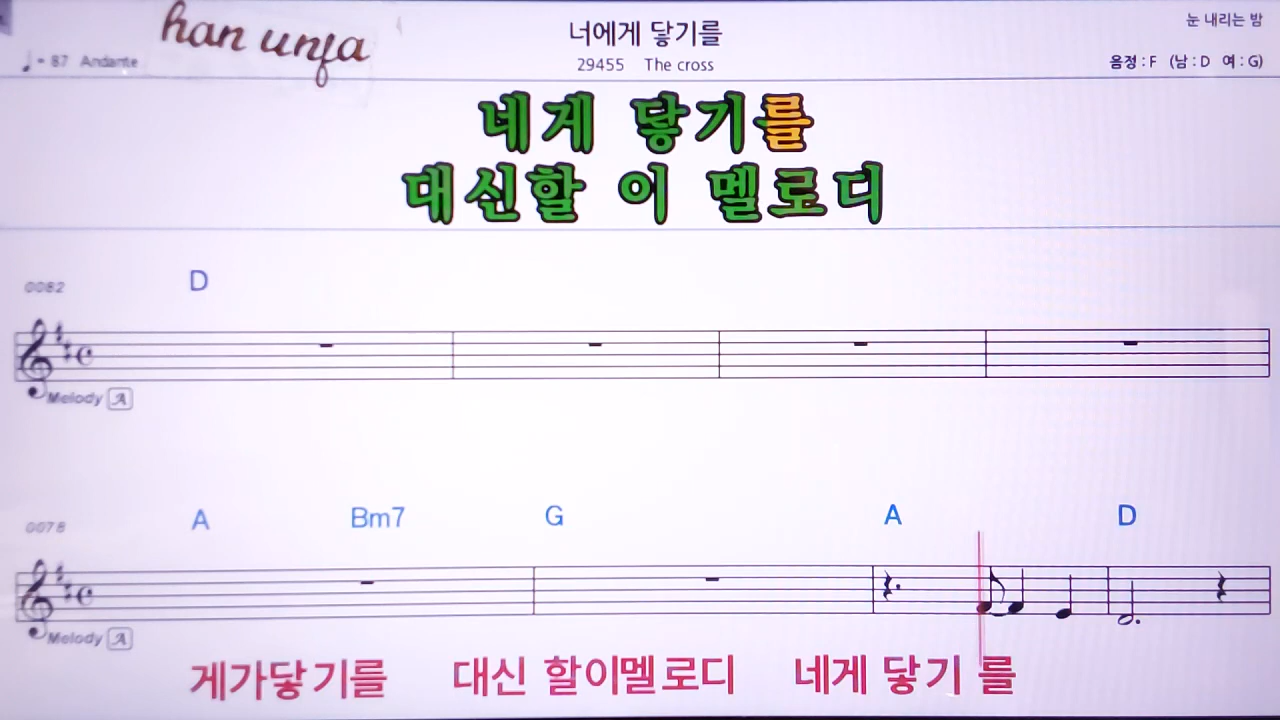 han unja
너에게 닿기를
눈 내리는 밤
♩= 87 Andante
29455 The cross
음정 : F (남 : D 여 : G)
네게 닿기를
대신할 이 멜로디
0082
D
Melody A
0078
A Bm7 G A D
Melody A
게가닿기를 대신 할이멜로디 네게 닿기 를